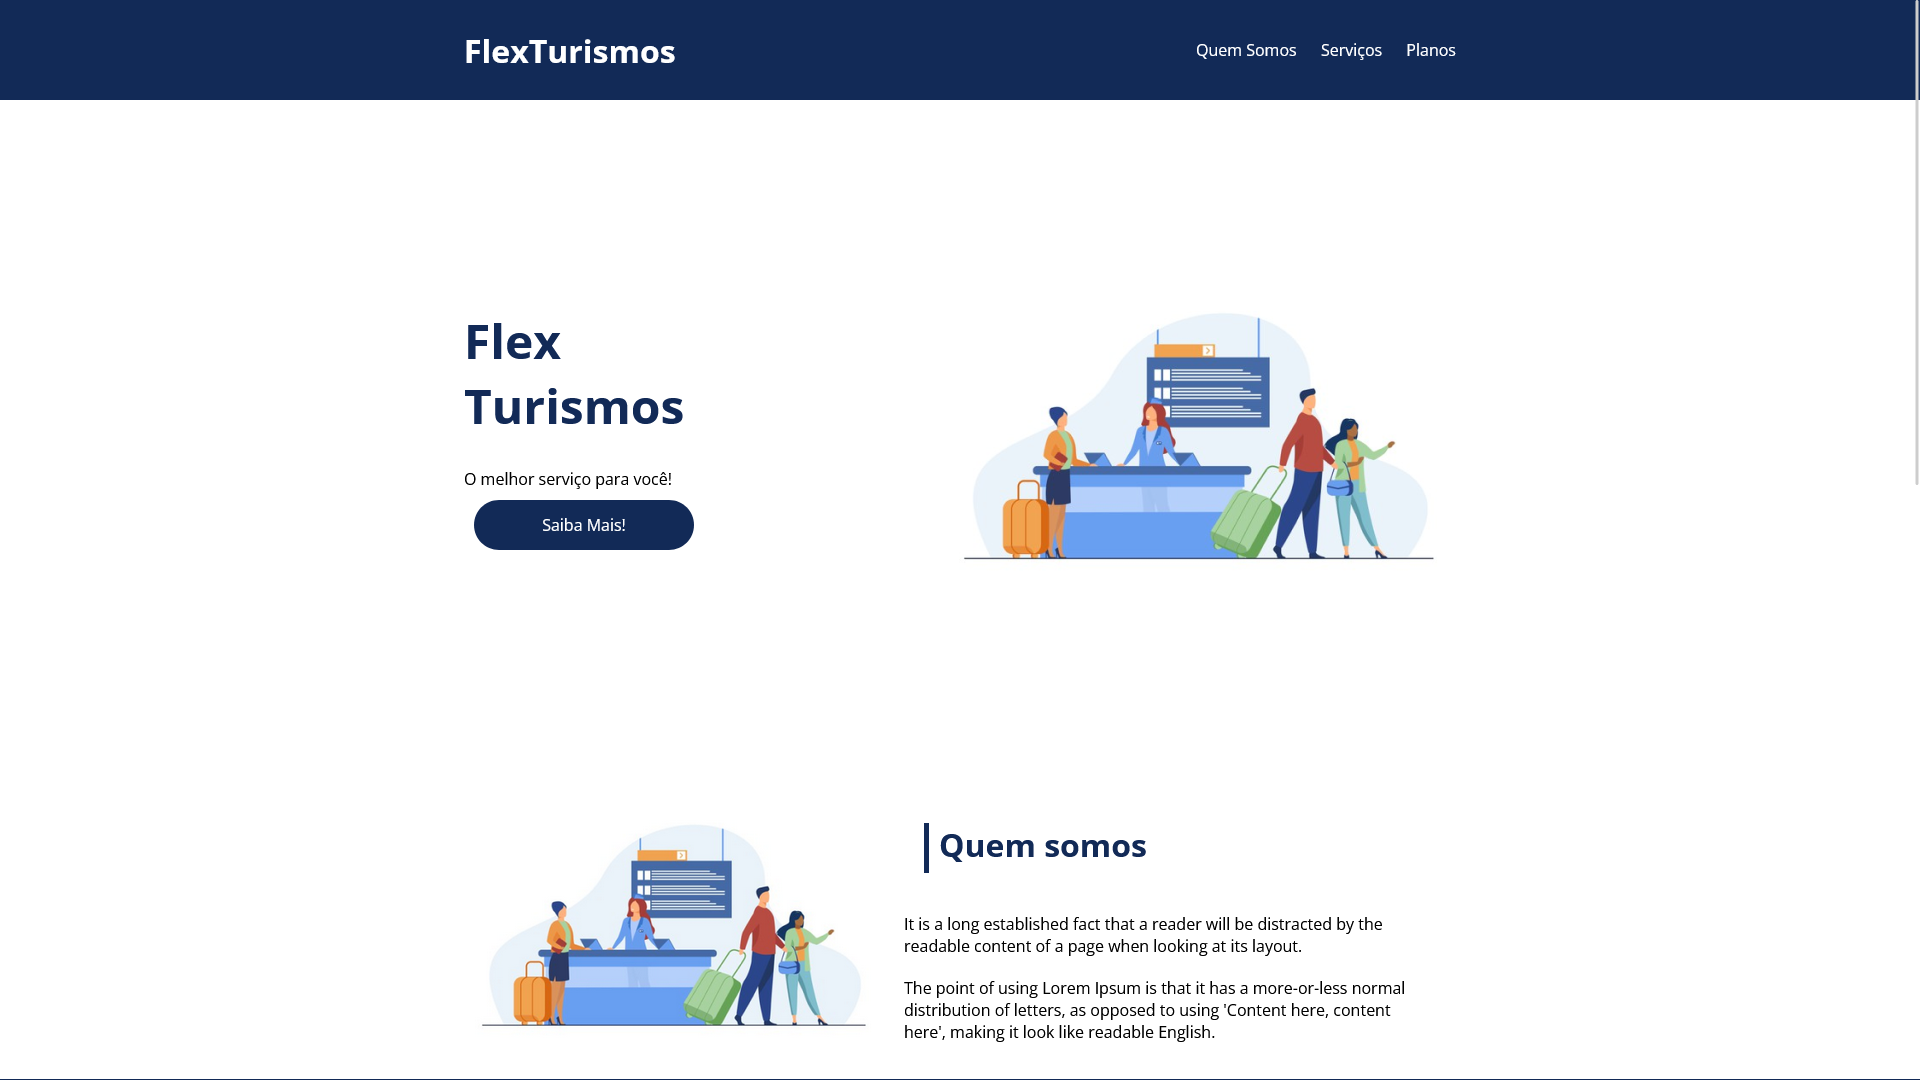 FlexTurismos
Quem Somos Serviços Planos
Flex
Turismos
O melhor serviço para você!
Saiba Mais!
Quem somos
It is a long established fact that a reader will be distracted by the
readable content of a page when looking at its layout.
The point of using Lorem Ipsum is that it has a more-or-less normal
distribution of letters, as opposed to using 'Content here, content
here', making it look like readable English.